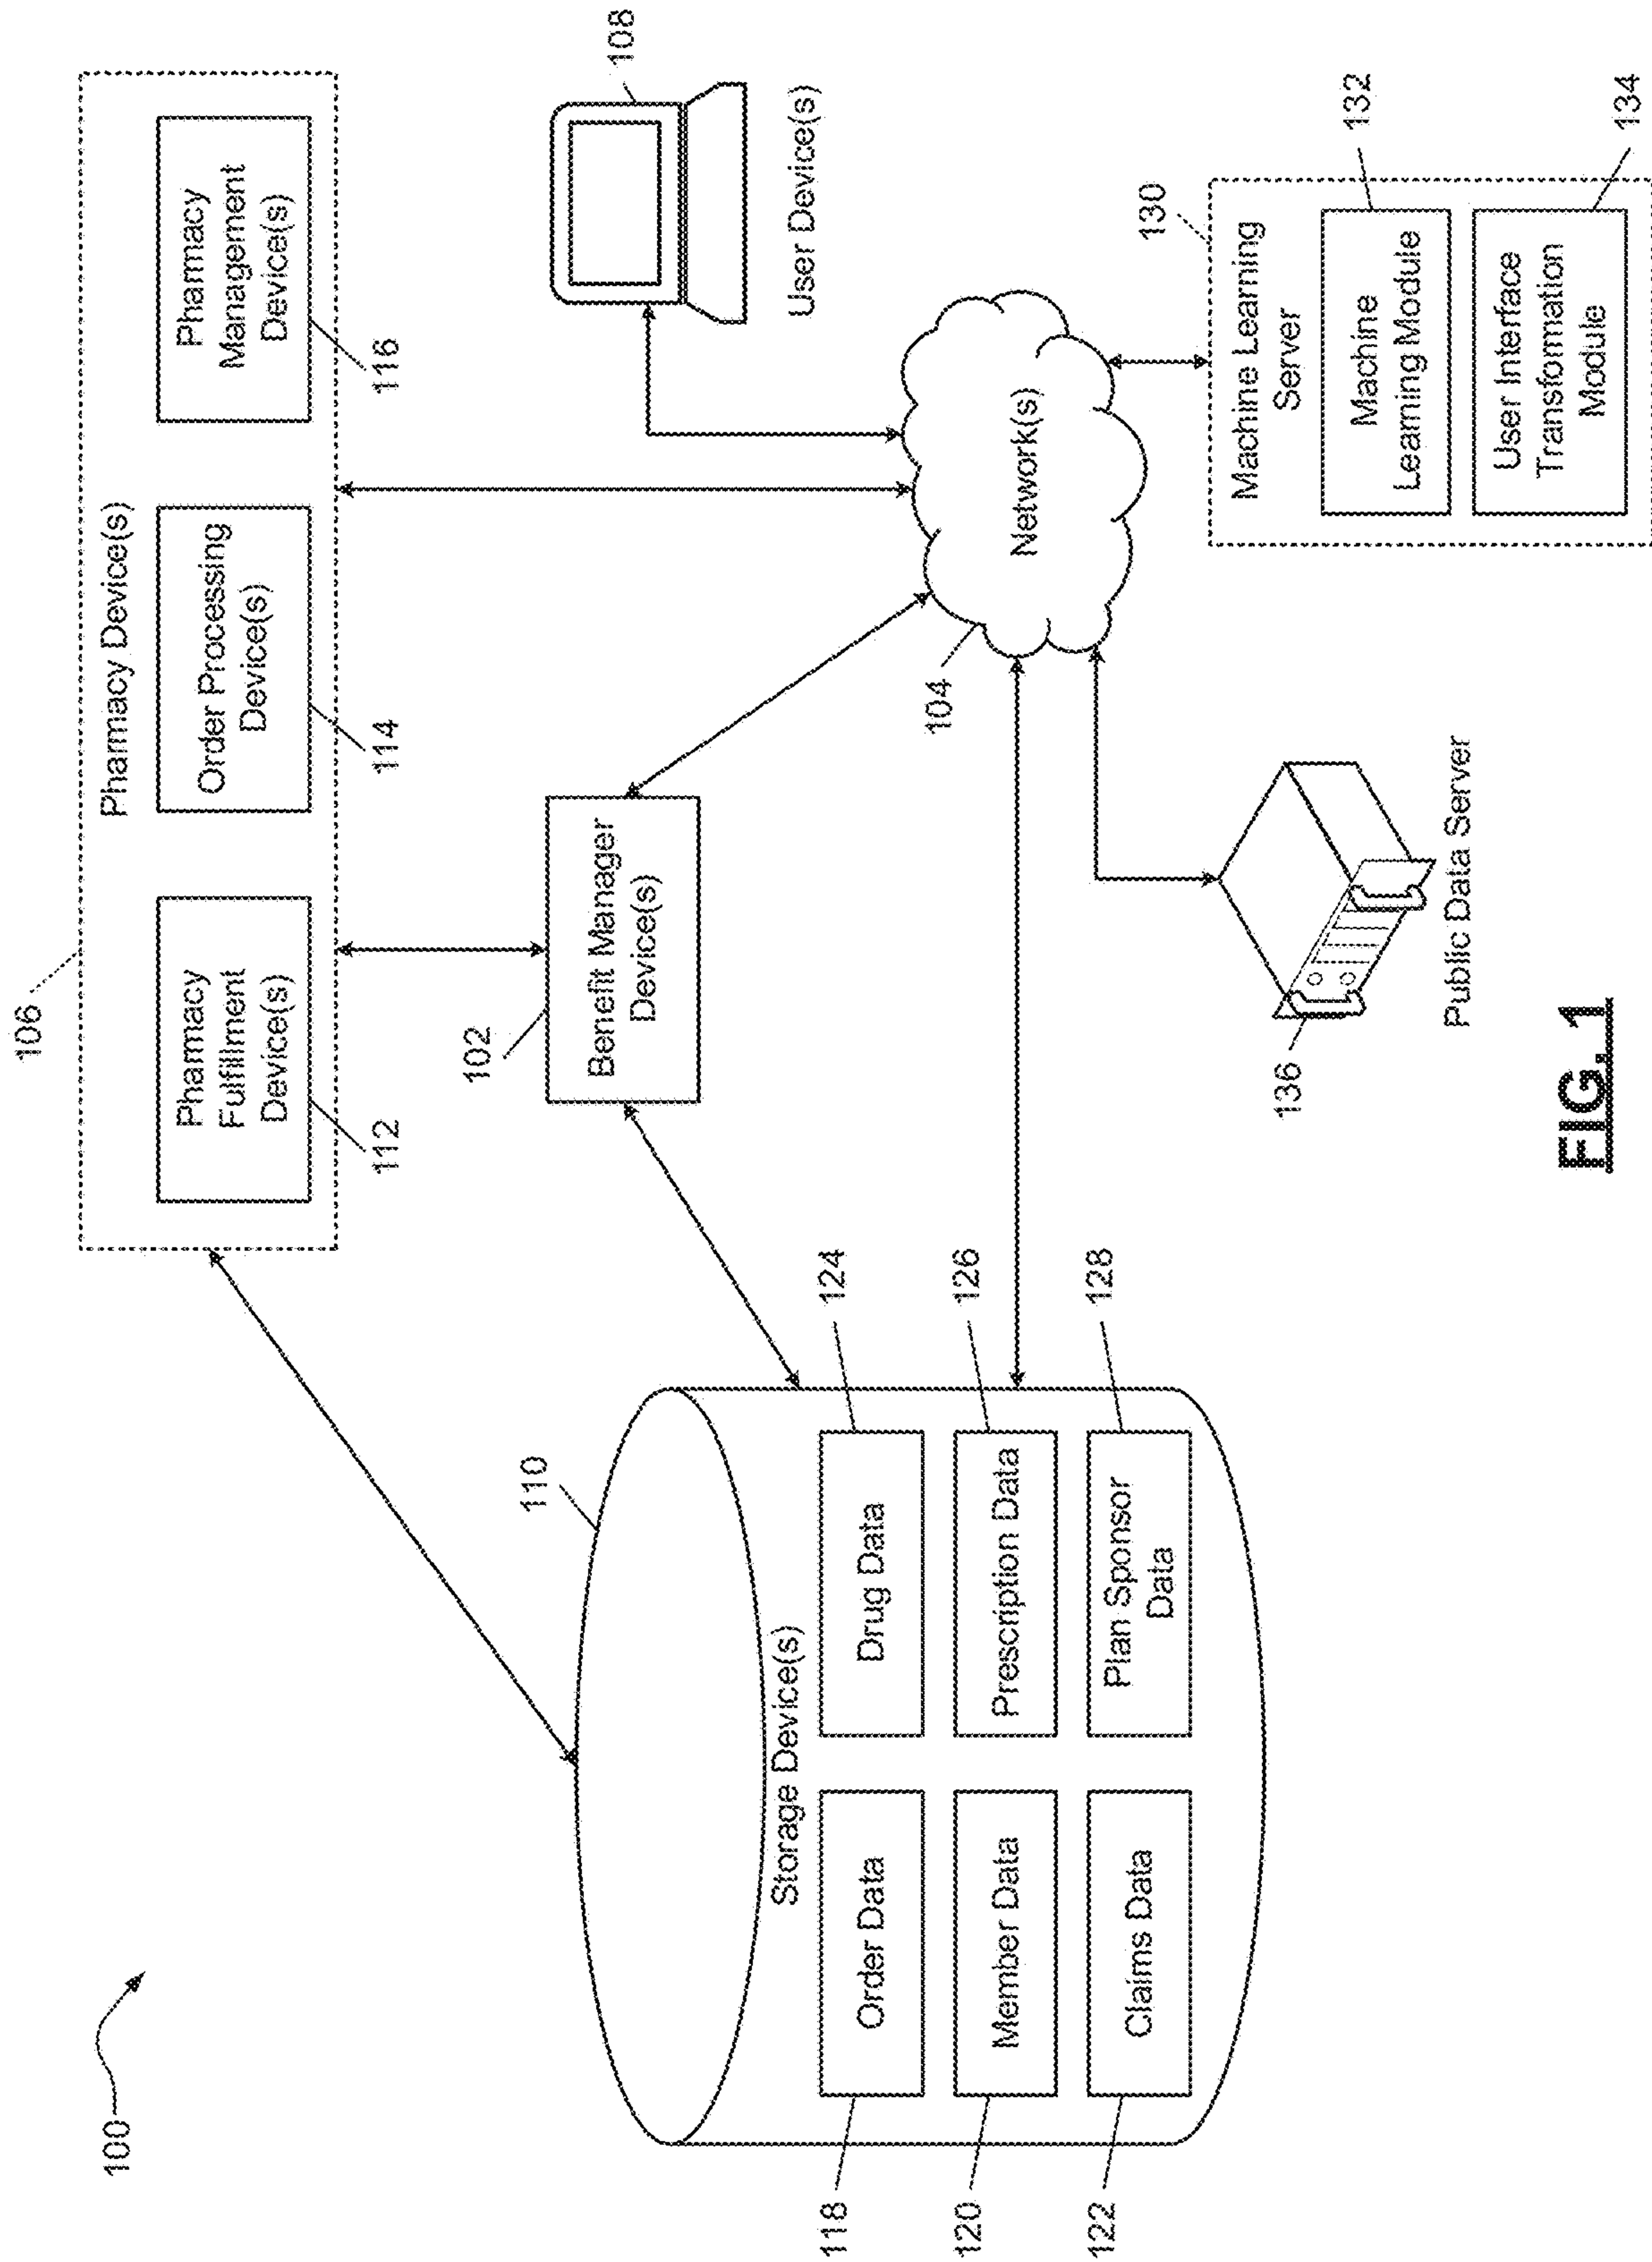 100
106
Pharmacy Device(s)
Pharmacy
Fulfillment
Device(s)
112
Order Processing
Device(s)
114
Pharmacy
Management
Device(s)
116
102
Benefit Manager
Device(s)
108
User Device(s)
110
Storage Device(s)
Order Data
118
Drug Data
124
Member Data
120
Prescription Data
126
Claims Data
122
Plan Sponsor
Data
128
104
Network(s)
136
Public Data Server
130
Machine Learning
Server
Machine
Learning Module
132
User Interface
Transformation
Module
134
FIG. 1